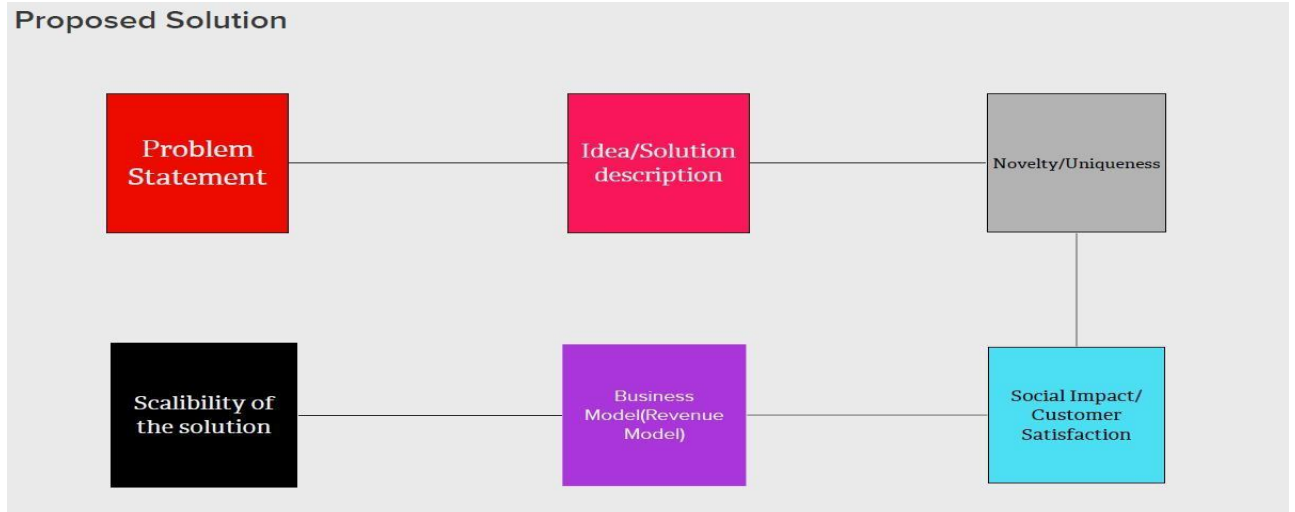 Proposed Solution
Problem
Statement
Idea/Solution
description
Novelty/Uniqueness
Scalibility of
the solution
Business
Model(Revenue
Model)
Social Impact/
Customer
Satisfaction